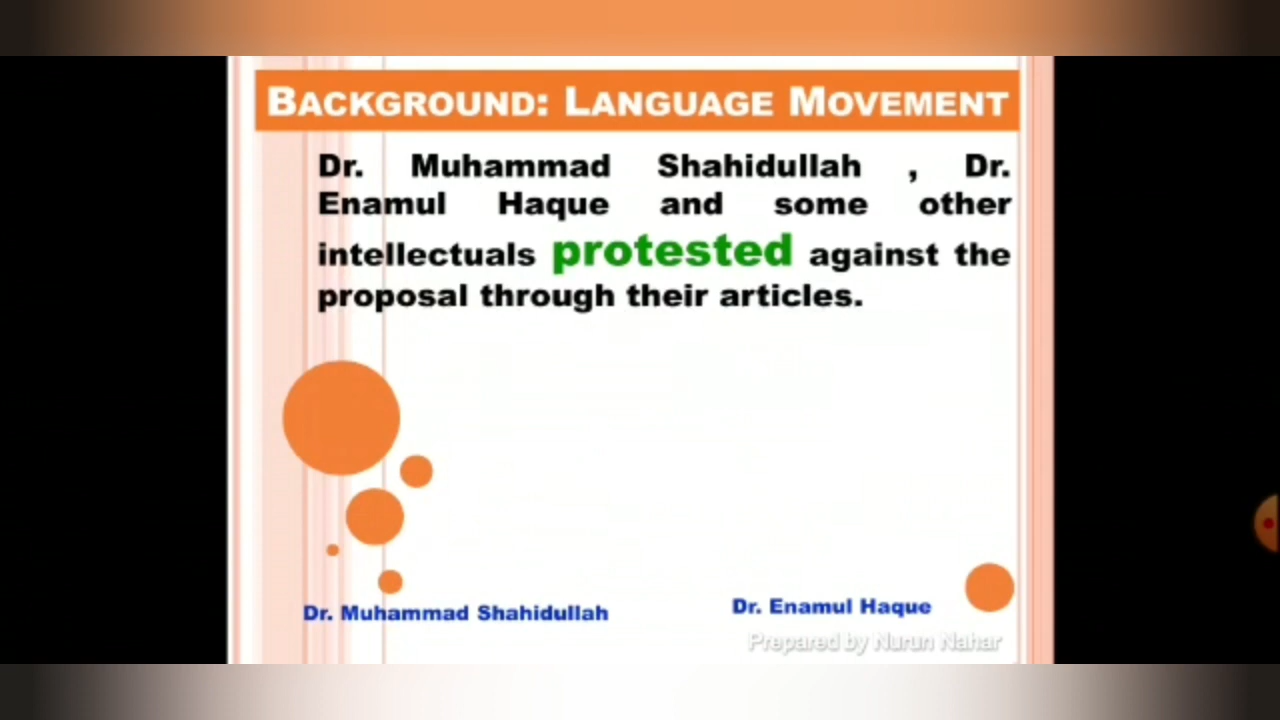 BACKGROUND: LANGUAGE MOVEMENT
Dr. Muhammad Shahidullah , Dr.
Enamul Haque and some other
intellectuals protested against the
proposal through their articles.
Dr. Muhammad Shahidullah
Dr. Enamul Haque
Prepared by Nurun Nahar